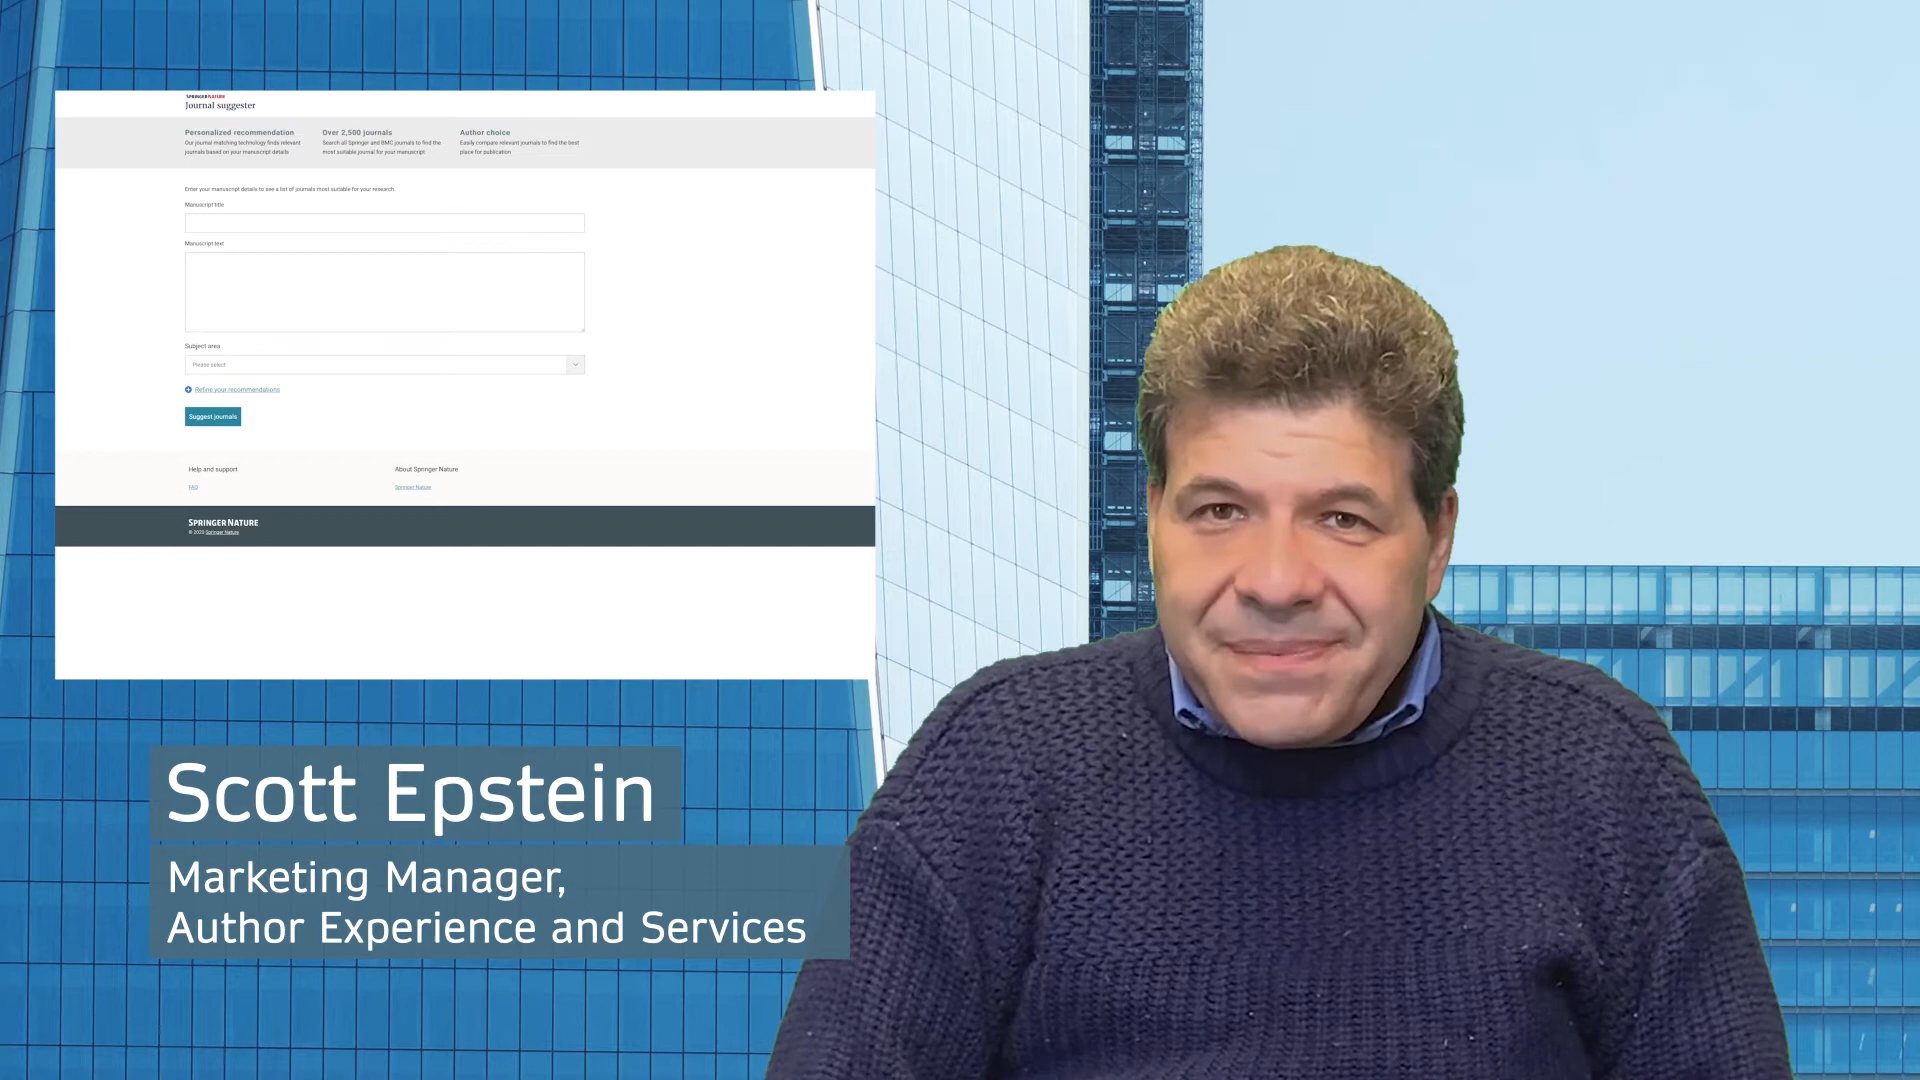 SPRINGER NATURE
Journal suggester
Personalized recommendation
Our journal matching technology finds relevant
journals based on your manuscript details
Over 2,500 journals
Search all Springer and BMC journals to find the
most suitable journal for your manuscript
Author choice
Easily compare relevant journals to find the best
place for publication
Enter your manuscript details to see a list of journals most suitable for your research.
Manuscript title
Manuscript text
Subject area
Please select
Refine your recommendations
Suggest journals
Help and support
FAQ
About Springer Nature
Springer Nature
SPRINGER NATURE
© 2020 Springer Nature
Scott Epstein
Marketing Manager,
Author Experience and Services